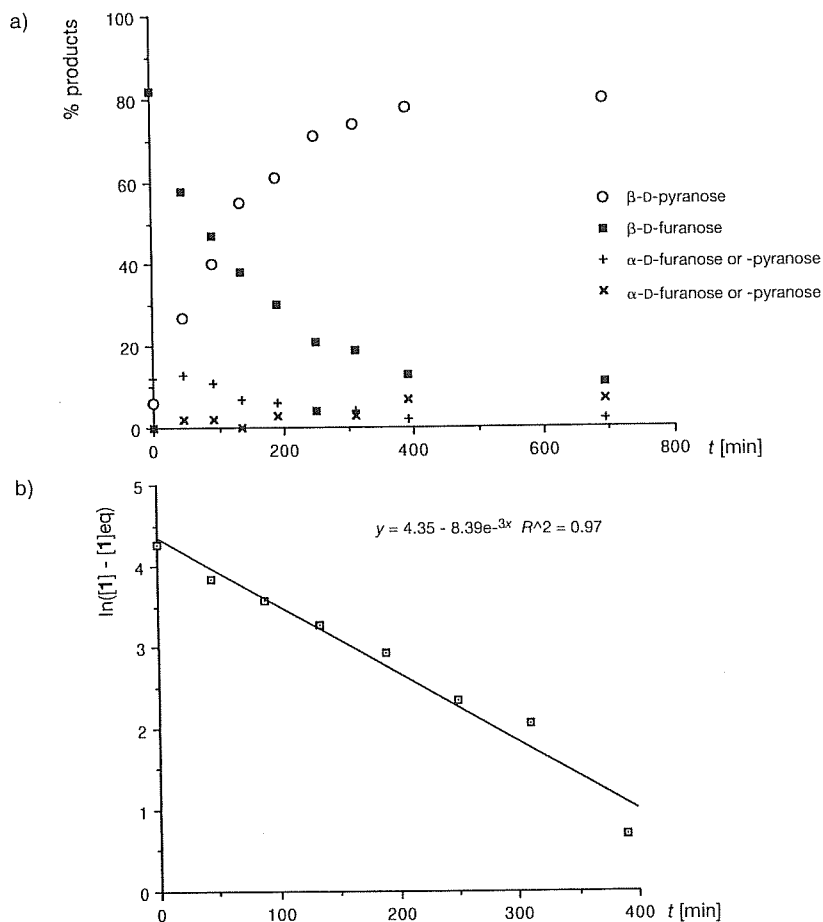 a)
% products
100
80
60
40
20
0
0
200
400
600
800
t [min]
β-D-pyranose
β-D-furanose
α-D-furanose or -pyranose
α-D-furanose or -pyranose
b)
ln([1] - [1]eq)
y = 4.35 - 8.39e-3x R^2 = 0.97
5
4
3
2
1
0
0
100
200
300
400
t [min]